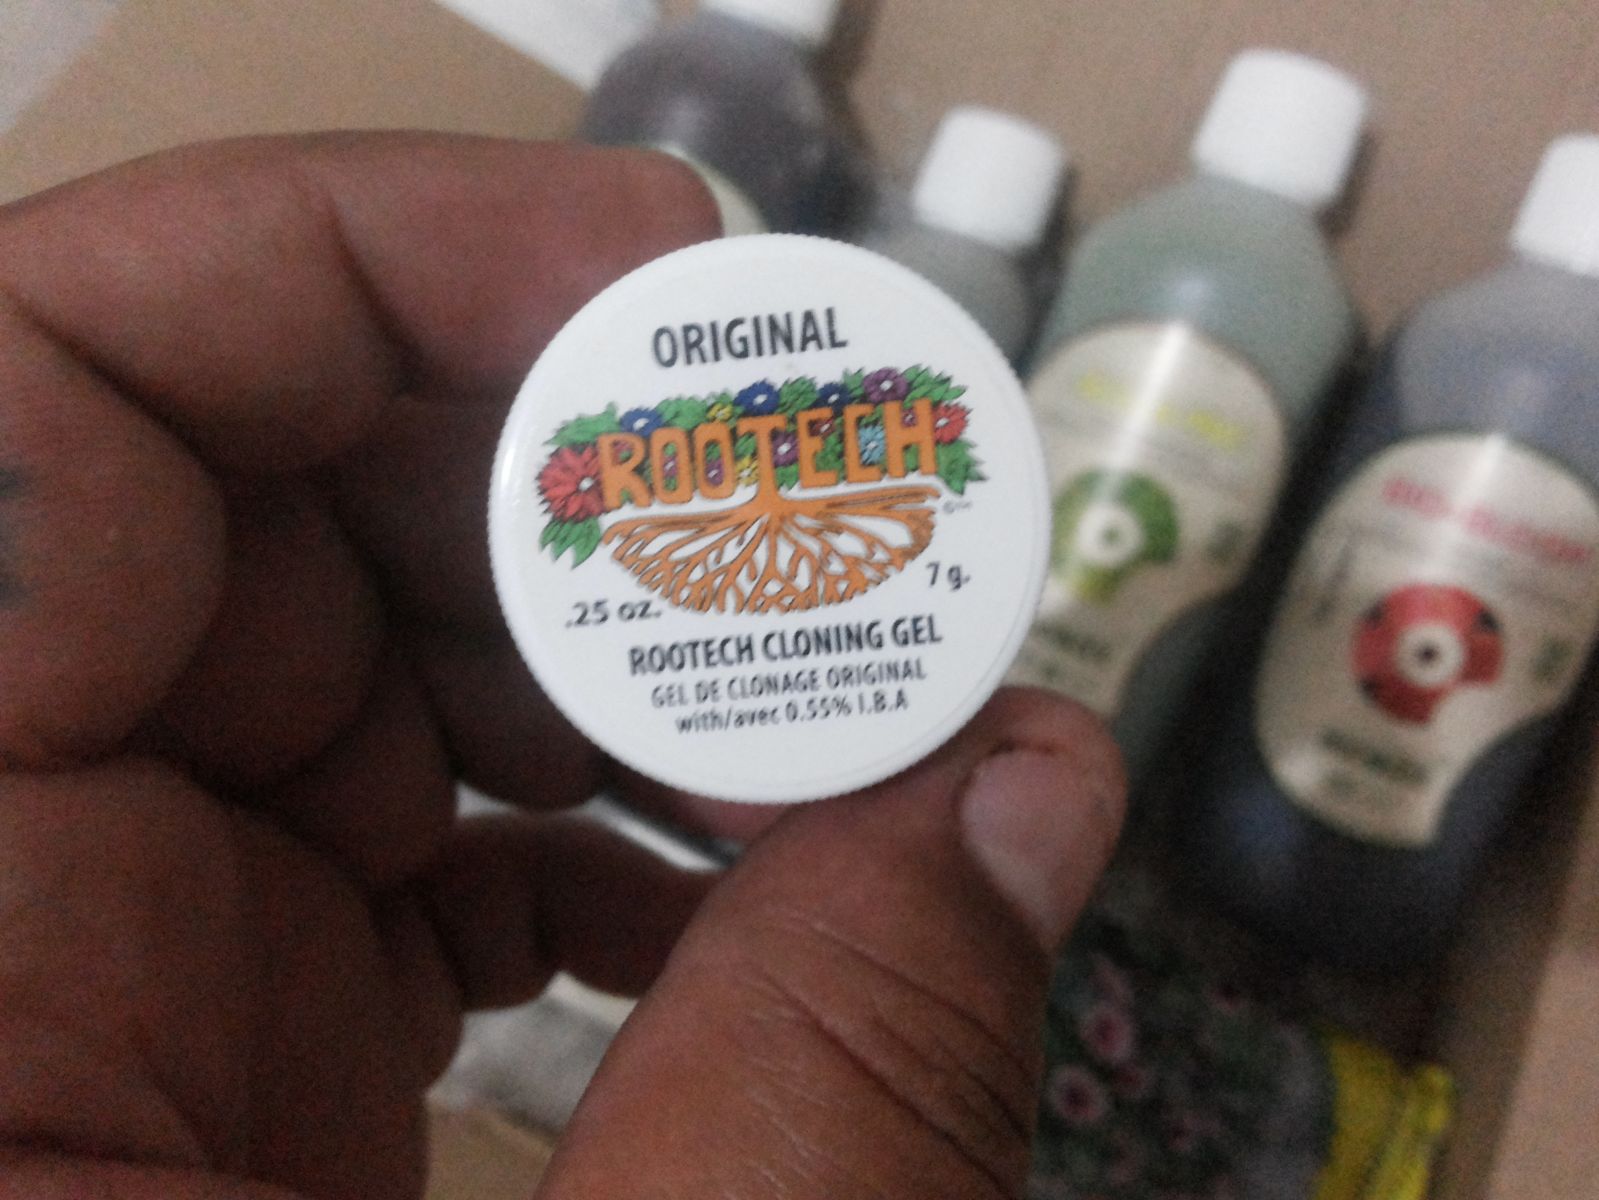 ORIGINAL
ROOTECH
.25 oz.
7 g.
ROOTECH CLONING GEL
GEL DE CLONAGE ORIGINAL
with/avec 0.55% I.B.A